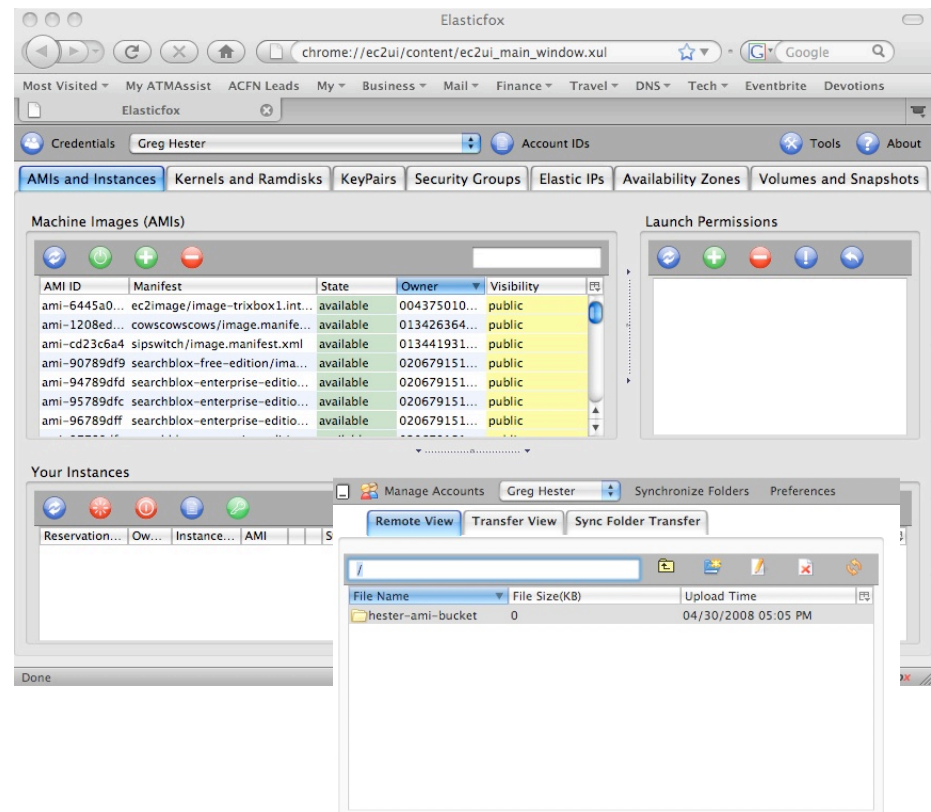 Elasticfox
chrome://ec2ui/content/ec2ui_main_window.xul
Google
Most Visited My ATMAssist ACFN Leads My Business Mail Finance Travel DNS Tech Eventbrite Devotions
Elasticfox
Credentials Greg Hester Account IDs Tools About
AMIs and Instances Kernels and Ramdisks KeyPairs Security Groups Elastic IPs Availability Zones Volumes and Snapshots
Machine Images (AMIs) Launch Permissions
AMI ID Manifest State Owner Visibility
ami-6445a0... ec2image/image-trixbox1.int... available 004375010... public
ami-1208ed... cowscowscows/image.manife... available 013426364... public
ami-cd23c6a4 sipswitch/image.manifest.xml available 013441931... public
ami-90789df9 searchblox-free-edition/ima... available 020679151... public
ami-94789dfd searchblox-enterprise-editio... available 020679151... public
ami-95789dfc searchblox-enterprise-editio... available 020679151... public
ami-96789dff searchblox-enterprise-editio... available 020679151... public
Your Instances
Reservation... Ow... Instance... AMI
Manage Accounts Greg Hester Synchronize Folders Preferences
Remote View Transfer View Sync Folder Transfer
/
File Name File Size(KB) Upload Time
hester-ami-bucket 0 04/30/2008 05:05 PM
Done